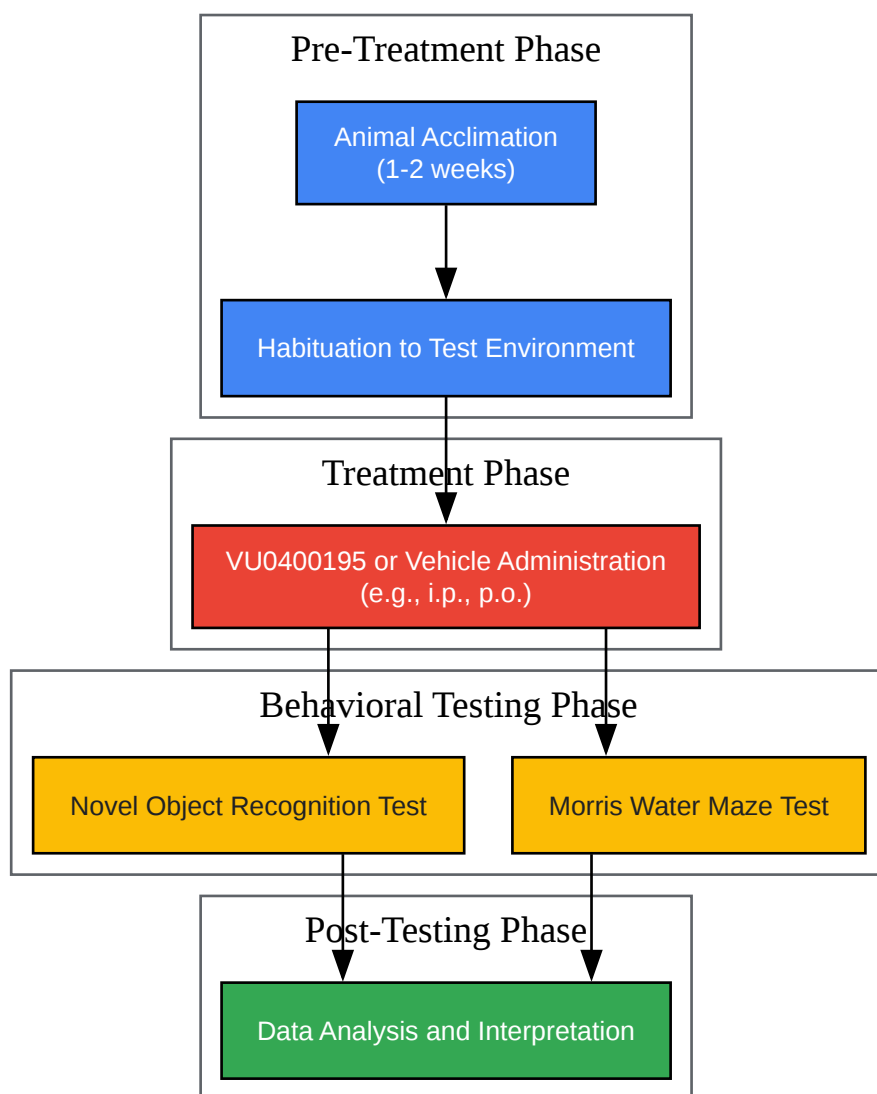 Pre-Treatment Phase
Animal Acclimation
(1-2 weeks)
Habituation to Test Environment
Treatment Phase
VU0400195 or Vehicle Administration
(e.g., i.p., p.o.)
Behavioral Testing Phase
Novel Object Recognition Test
Morris Water Maze Test
Post-Testing Phase
Data Analysis and Interpretation